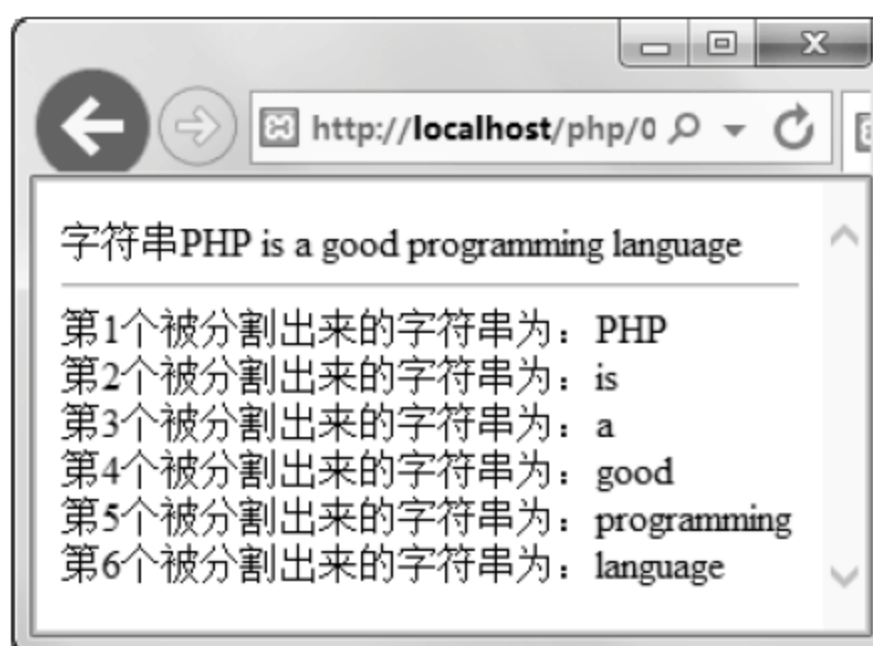 http://localhost/php/0
字符串PHP is a good programming language
第1个被分割出来的字符串为：PHP
第2个被分割出来的字符串为：is
第3个被分割出来的字符串为：a
第4个被分割出来的字符串为：good
第5个被分割出来的字符串为：programming
第6个被分割出来的字符串为：language